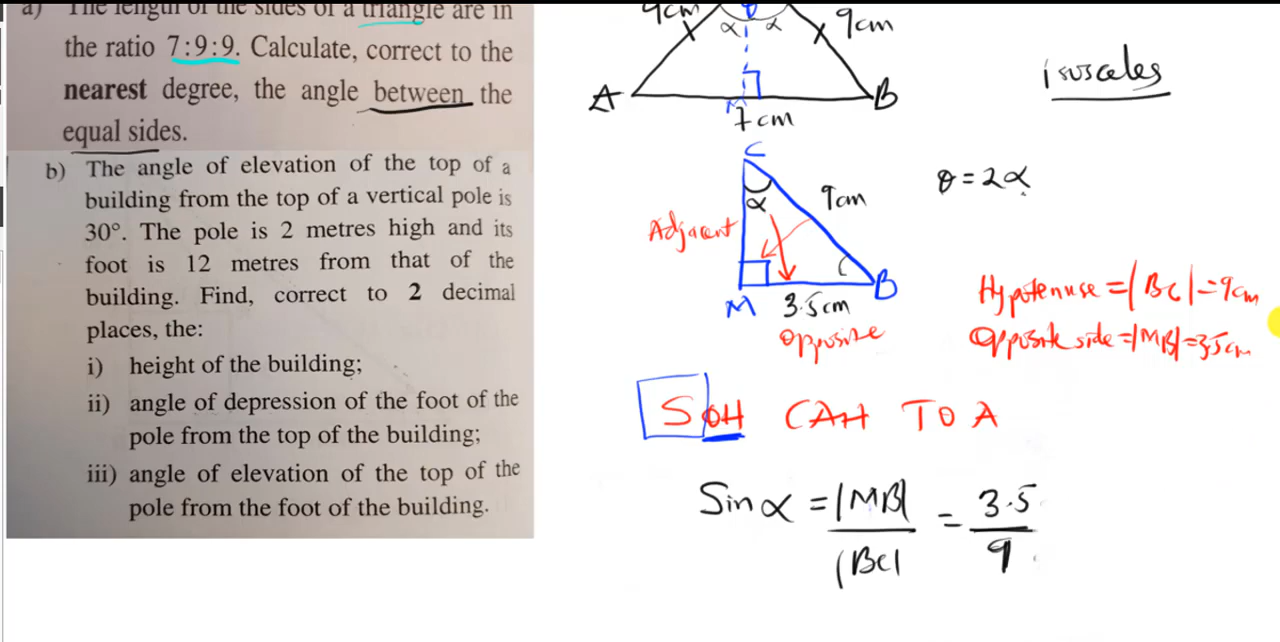 a) The length of the sides of a triangle are in
the ratio 7:9:9. Calculate, correct to the
nearest degree, the angle between the
equal sides.
b) The angle of elevation of the top of a
building from the top of a vertical pole is
30°. The pole is 2 metres high and its
foot is 12 metres from that of the
building. Find, correct to 2 decimal
places, the:
i) height of the building;
ii) angle of depression of the foot of the
pole from the top of the building;
iii) angle of elevation of the top of the
pole from the foot of the building.
9cm θ 9cm
α α
A M B
7cm
isosceles
C
α 9cm
Adjacent
M 3.5cm B
opposite
θ = 2α
Hypotenuse = |BC| = 9cm
Opposite side = |MB| = 3.5cm
SOH CAH TOA
Sin α = |MB| = 3.5
|BC| 9